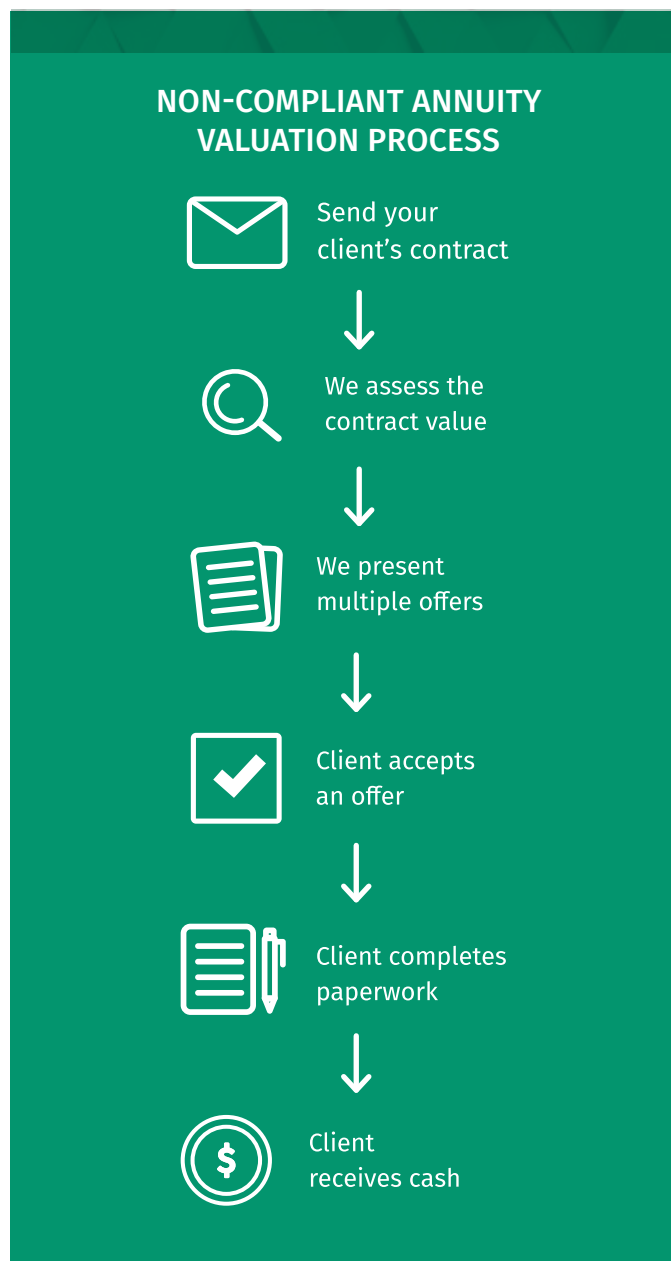 NON-COMPLIANT ANNUITY
VALUATION PROCESS
Send your
client’s contract
We assess the
contract value
We present
multiple offers
Client accepts
an offer
Client completes
paperwork
$
Client
receives cash